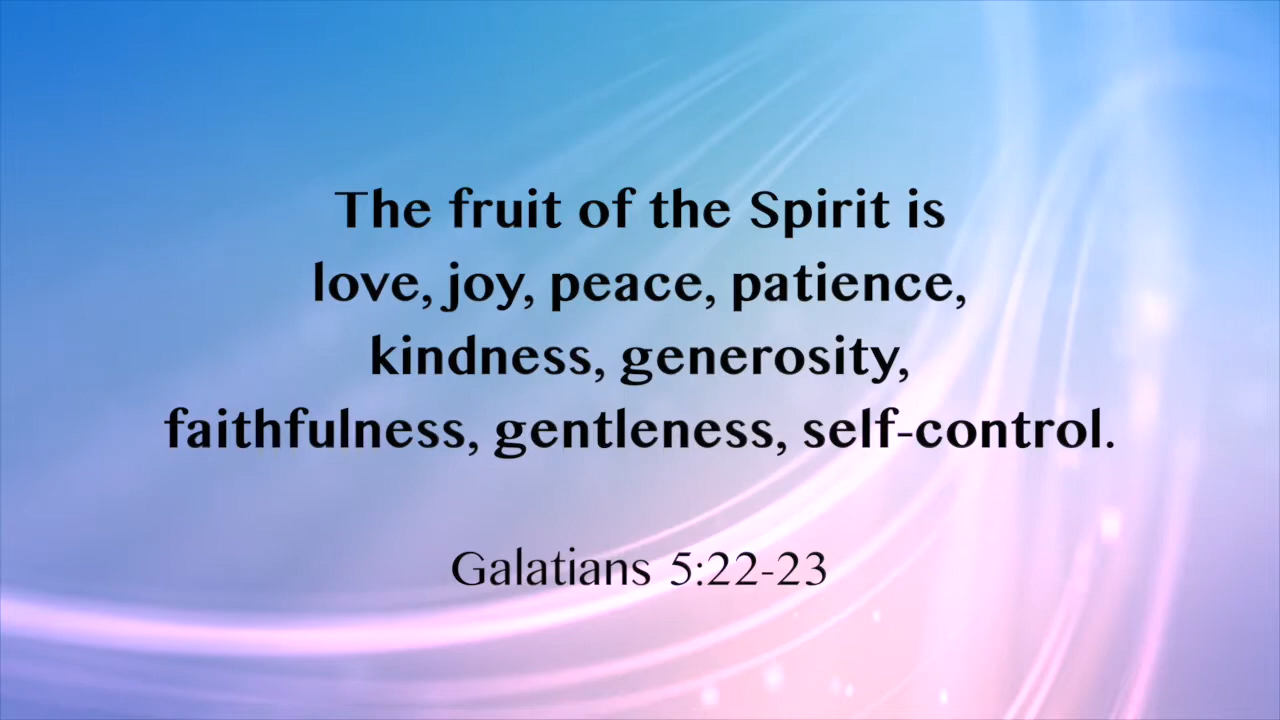 The fruit of the Spirit is
love, joy, peace, patience,
kindness, generosity,
faithfulness, gentleness, self-control.
Galatians 5:22-23